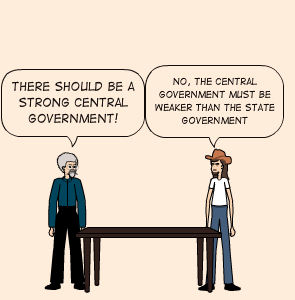 THERE SHOULD BE A
STRONG CENTRAL
GOVERNMENT!
NO, THE CENTRAL
GOVERNMENT MUST BE
WEAKER THAN THE STATE
GOVERNMENT